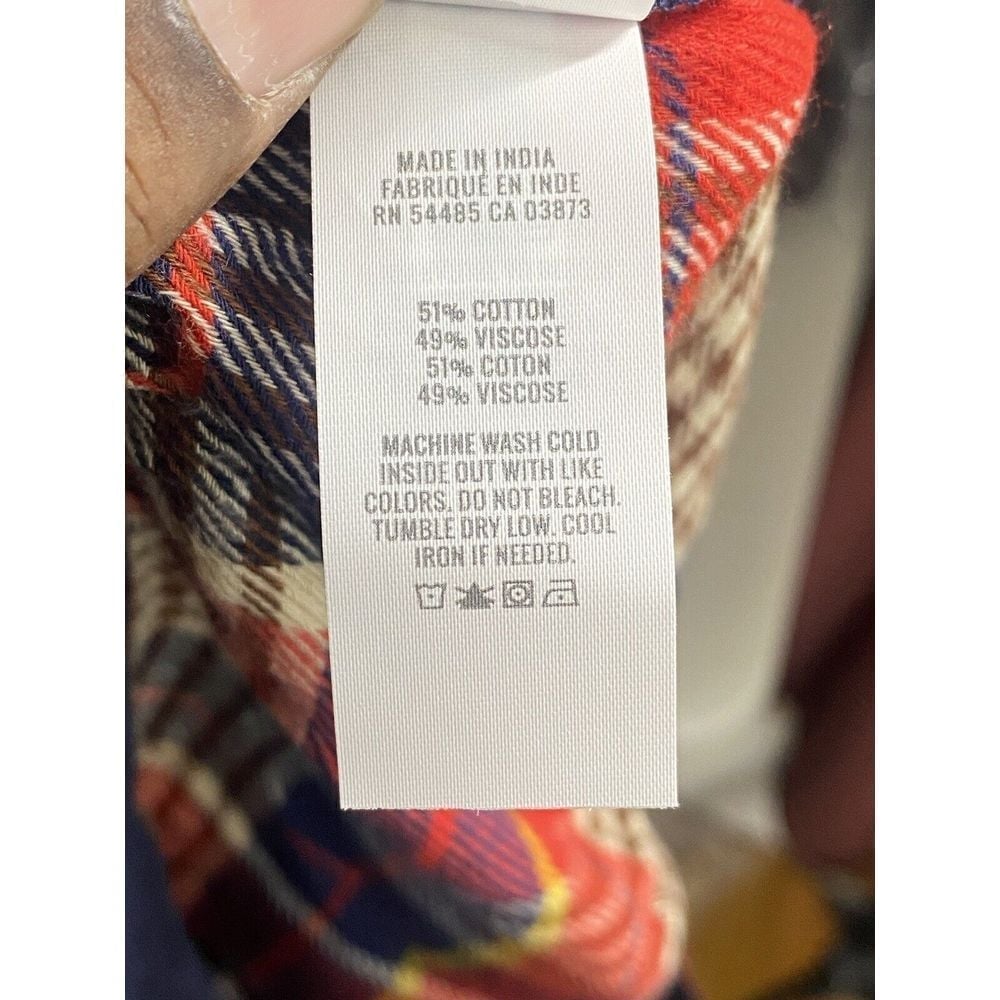 MADE IN INDIA
FABRIQUÉ EN INDE
RN 54485 CA 03873
51% COTTON
49% VISCOSE
51% COTON
49% VISCOSE
MACHINE WASH COLD
INSIDE OUT WITH LIKE
COLORS. DO NOT BLEACH.
TUMBLE DRY LOW. COOL
IRON IF NEEDED.